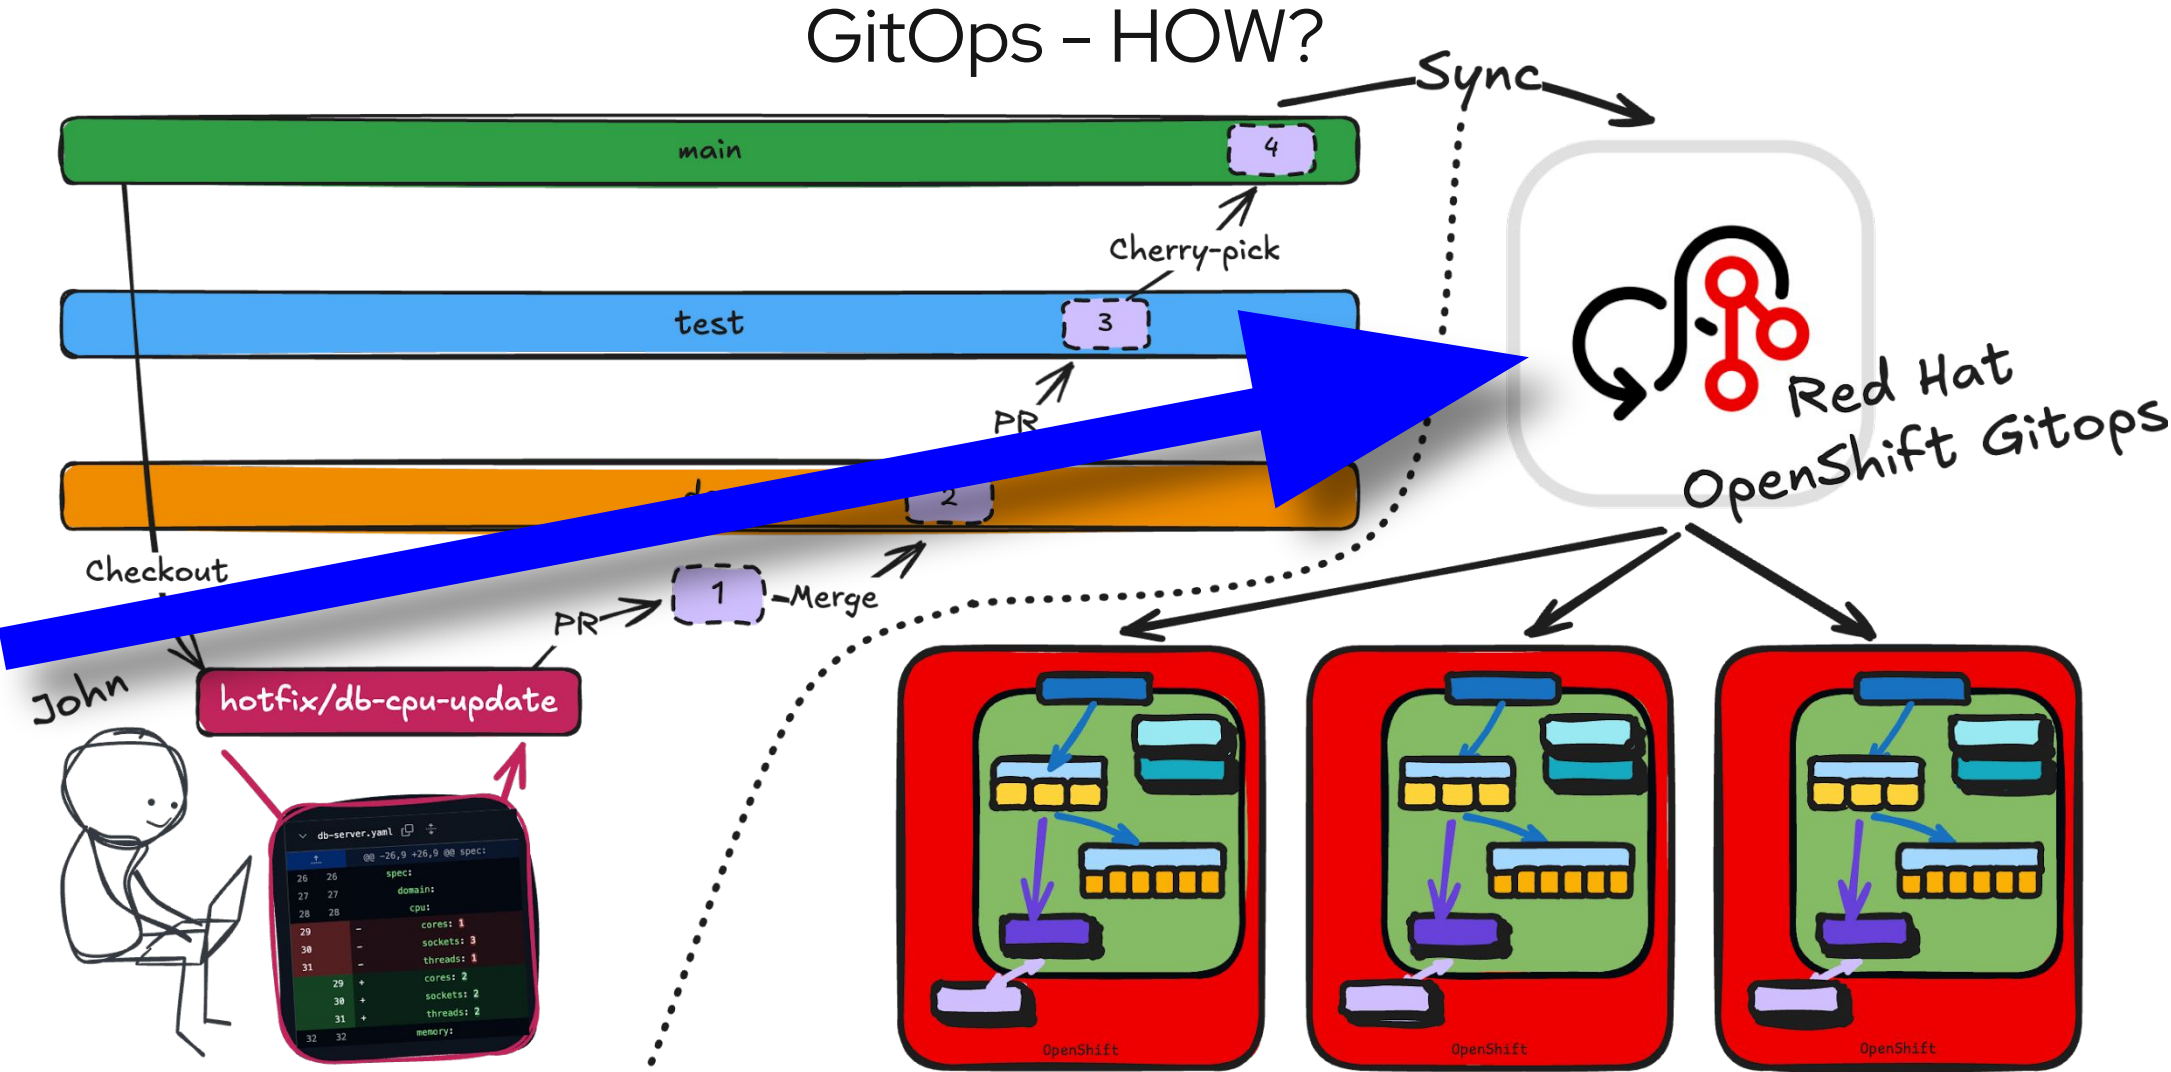 GitOps - HOW?
Sync
main
4
Cherry-pick
test
3
PR
Red Hat
OpenShift Gitops
2
Checkout
1
Merge
PR
John
hotfix/db-cpu-update
db-server.yaml
@@ -26,9 +26,9 @@ spec:
26 26 spec:
27 27 domain:
28 28 cpu:
29 - cores: 1
30 - sockets: 3
31 - threads: 1
29 + cores: 2
30 + sockets: 2
31 + threads: 2
32 32 memory:
OpenShift
OpenShift
OpenShift